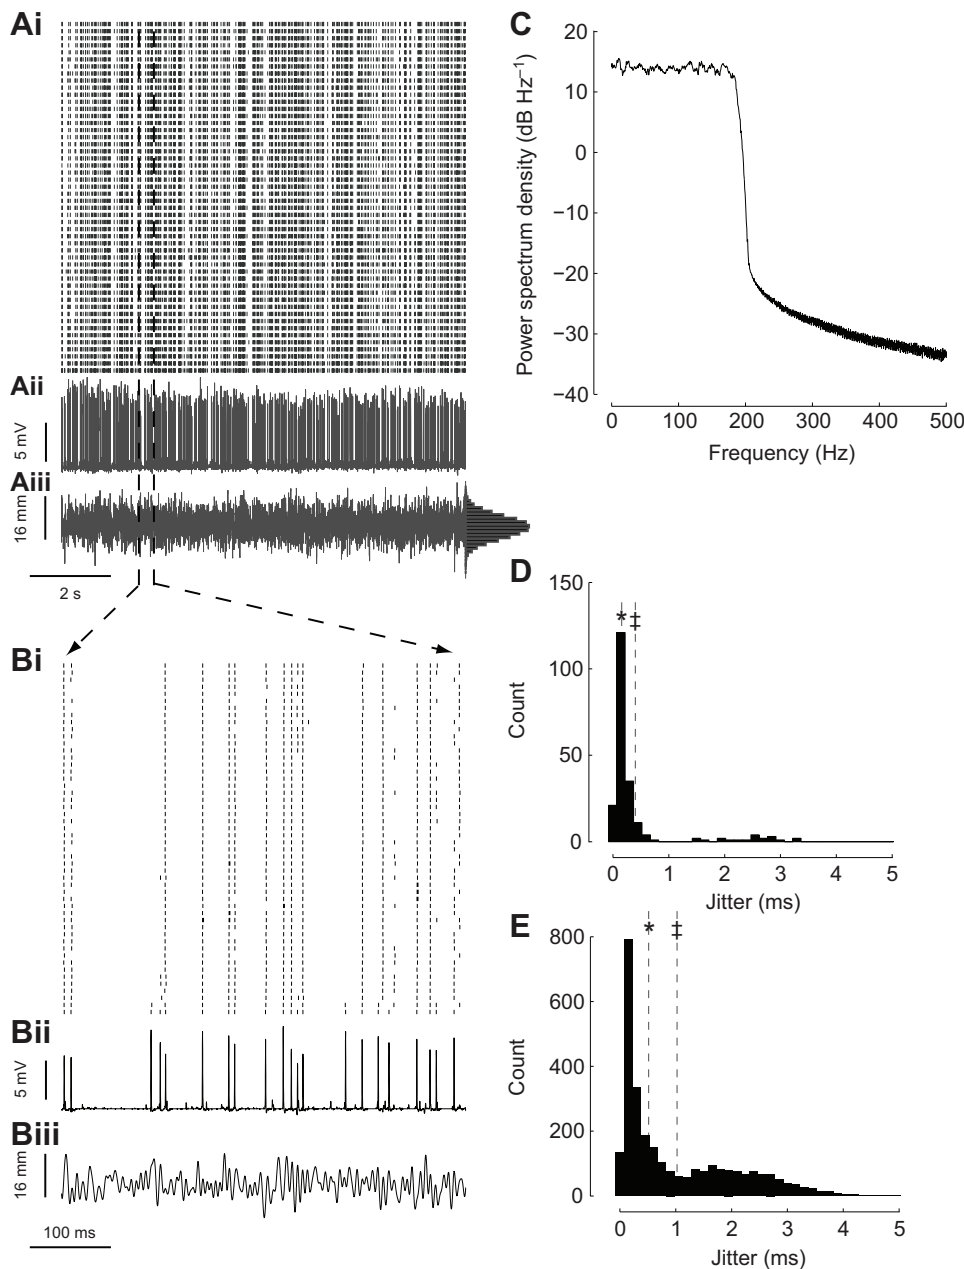 Ai
Aii
5 mV
Aiii
16 mm
2 s
Bi
Bii
5 mV
Biii
16 mm
100 ms
C
20
10
0
−10
−20
−30
−40
Power spectrum density (dB Hz⁻¹)
0 100 200 300 400 500
Frequency (Hz)
D
150
100
50
0
Count
* ‡
0 1 2 3 4 5
Jitter (ms)
E
800
600
400
200
0
Count
* ‡
0 1 2 3 4 5
Jitter (ms)